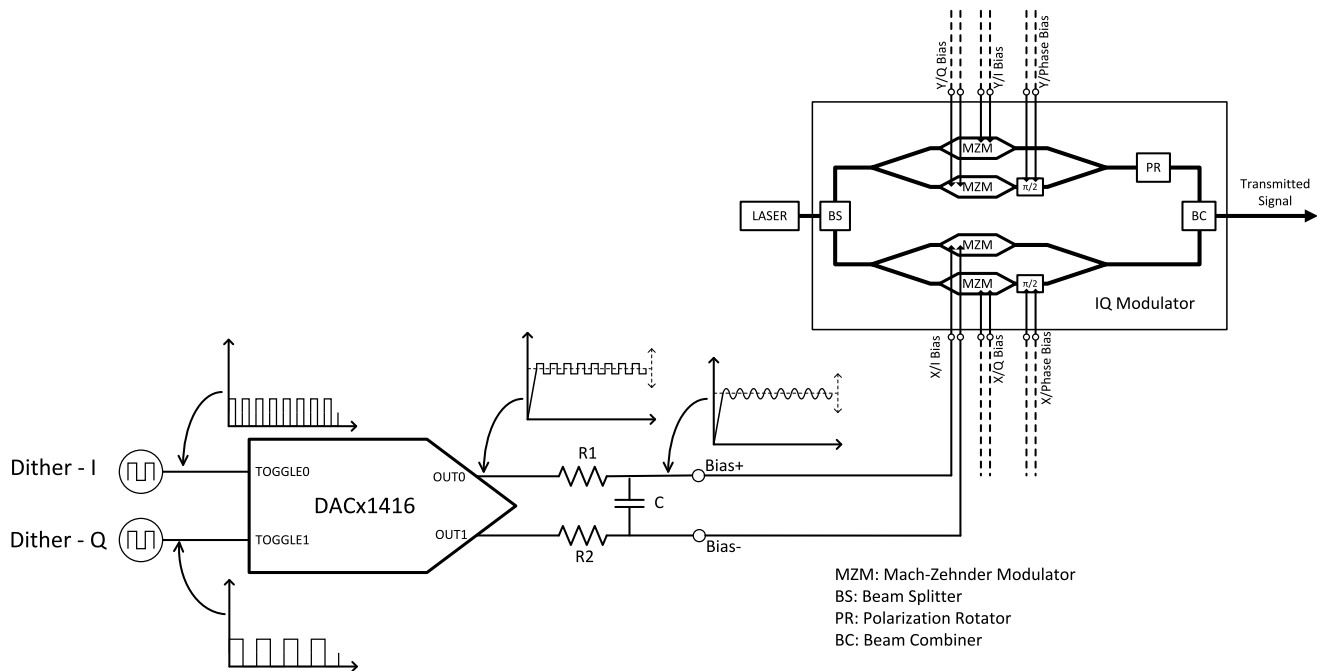 Y/Q Bias
Y/I Bias
Y/Phase Bias
MZM
MZM
π/2
PR
LASER
BS
BC
Transmitted
Signal
MZM
MZM
π/2
IQ Modulator
X/I Bias
X/Q Bias
X/Phase Bias
Dither - I
TOGGLE0
OUT0
R1
Bias+
DACx1416
C
Dither - Q
TOGGLE1
OUT1
R2
Bias-
MZM: Mach-Zehnder Modulator
BS: Beam Splitter
PR: Polarization Rotator
BC: Beam Combiner